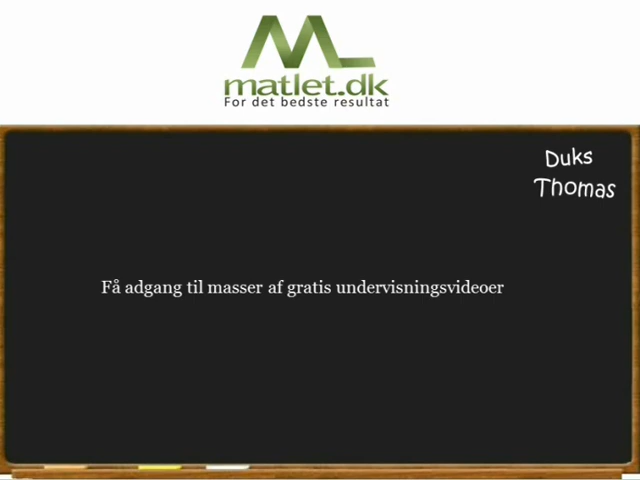 matlet.dk
For det bedste resultat
Duks
Thomas
Få adgang til masser af gratis undervisningsvideoer